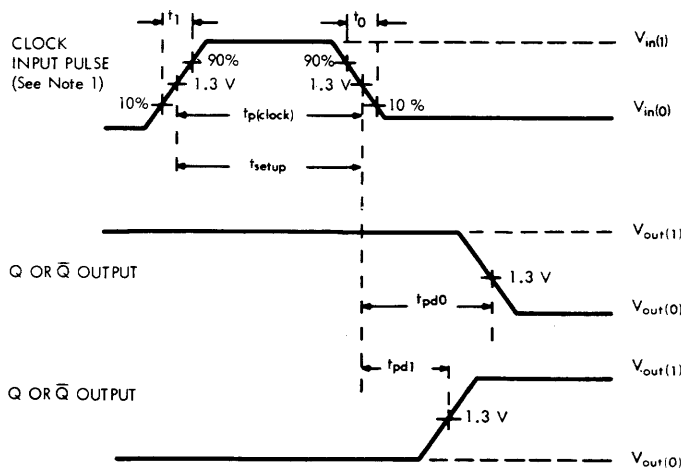 t1
t0
CLOCK
INPUT PULSE
(See Note 1)
90%
90%
Vin(1)
1.3 V
1.3 V
10%
10 %
Vin(0)
tp(clock)
tsetup
Vout(1)
Q OR Q̅ OUTPUT
1.3 V
tpd0
Vout(0)
tpd1
Vout(1)
Q OR Q̅ OUTPUT
1.3 V
Vout(0)